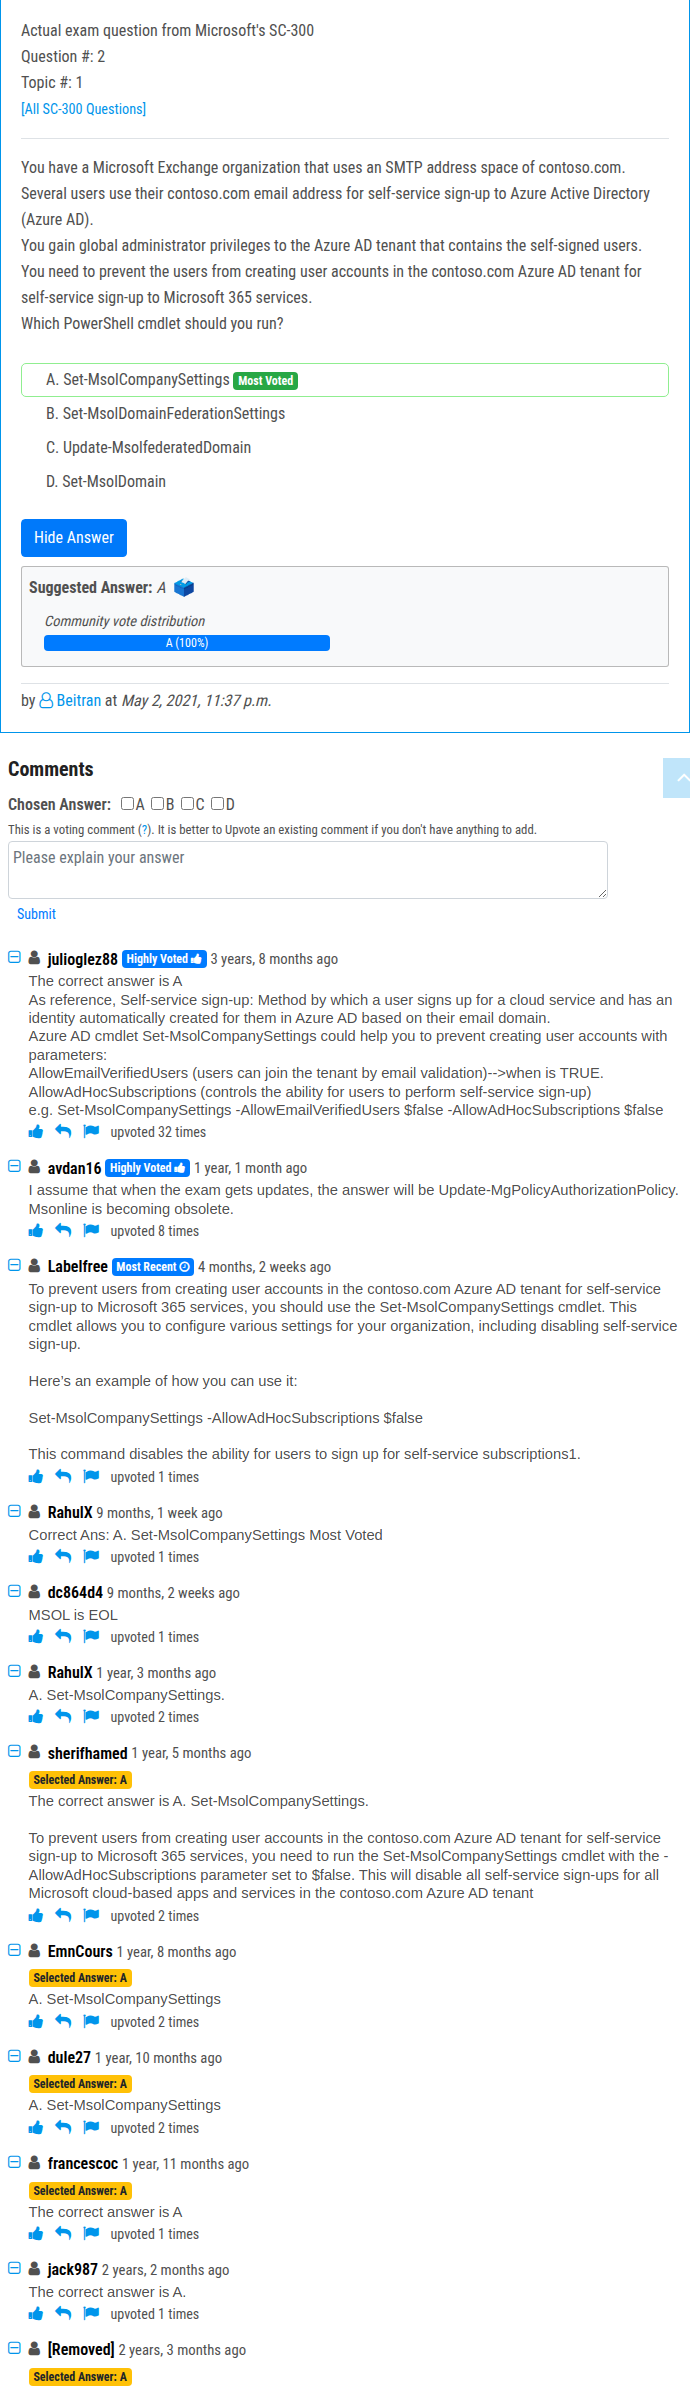 Actual exam question from Microsoft's SC-300
Question #: 2
Topic #: 1
[All SC-300 Questions]
You have a Microsoft Exchange organization that uses an SMTP address space of contoso.com.
Several users use their contoso.com email address for self-service sign-up to Azure Active Directory
(Azure AD).
You gain global administrator privileges to the Azure AD tenant that contains the self-signed users.
You need to prevent the users from creating user accounts in the contoso.com Azure AD tenant for
self-service sign-up to Microsoft 365 services.
Which PowerShell cmdlet should you run?
A. Set-MsolCompanySettings Most Voted
B. Set-MsolDomainFederationSettings
C. Update-MsolfederatedDomain
D. Set-MsolDomain
Hide Answer
Suggested Answer: A
Community vote distribution
A (100%)
by Beitran at May 2, 2021, 11:37 p.m.
Comments
Chosen Answer: A B C D
This is a voting comment (?). It is better to Upvote an existing comment if you don't have anything to add.
Please explain your answer
Submit
julioglez88 Highly Voted 3 years, 8 months ago
The correct answer is A
As reference, Self-service sign-up: Method by which a user signs up for a cloud service and has an
identity automatically created for them in Azure AD based on their email domain.
Azure AD cmdlet Set-MsolCompanySettings could help you to prevent creating user accounts with
parameters:
AllowEmailVerifiedUsers (users can join the tenant by email validation)-->when is TRUE.
AllowAdHocSubscriptions (controls the ability for users to perform self-service sign-up)
e.g. Set-MsolCompanySettings -AllowEmailVerifiedUsers $false -AllowAdHocSubscriptions $false
upvoted 32 times
avdan16 Highly Voted 1 year, 1 month ago
I assume that when the exam gets updates, the answer will be Update-MgPolicyAuthorizationPolicy.
Msonline is becoming obsolete.
upvoted 8 times
Labelfree Most Recent 4 months, 2 weeks ago
To prevent users from creating user accounts in the contoso.com Azure AD tenant for self-service
sign-up to Microsoft 365 services, you should use the Set-MsolCompanySettings cmdlet. This
cmdlet allows you to configure various settings for your organization, including disabling self-service
sign-up.
Here's an example of how you can use it:
Set-MsolCompanySettings -AllowAdHocSubscriptions $false
This command disables the ability for users to sign up for self-service subscriptions1.
upvoted 1 times
RahulX 9 months, 1 week ago
Correct Ans: A. Set-MsolCompanySettings Most Voted
upvoted 1 times
dc864d4 9 months, 2 weeks ago
MSOL is EOL
upvoted 1 times
RahulX 1 year, 3 months ago
A. Set-MsolCompanySettings.
upvoted 2 times
sherifhamed 1 year, 5 months ago
Selected Answer: A
The correct answer is A. Set-MsolCompanySettings.
To prevent users from creating user accounts in the contoso.com Azure AD tenant for self-service
sign-up to Microsoft 365 services, you need to run the Set-MsolCompanySettings cmdlet with the -
AllowAdHocSubscriptions parameter set to $false. This will disable all self-service sign-ups for all
Microsoft cloud-based apps and services in the contoso.com Azure AD tenant
upvoted 2 times
EmnCours 1 year, 8 months ago
Selected Answer: A
A. Set-MsolCompanySettings
upvoted 2 times
dule27 1 year, 10 months ago
Selected Answer: A
A. Set-MsolCompanySettings
upvoted 2 times
francescoc 1 year, 11 months ago
Selected Answer: A
The correct answer is A
upvoted 1 times
jack987 2 years, 2 months ago
The correct answer is A.
upvoted 1 times
[Removed] 2 years, 3 months ago
Selected Answer: A